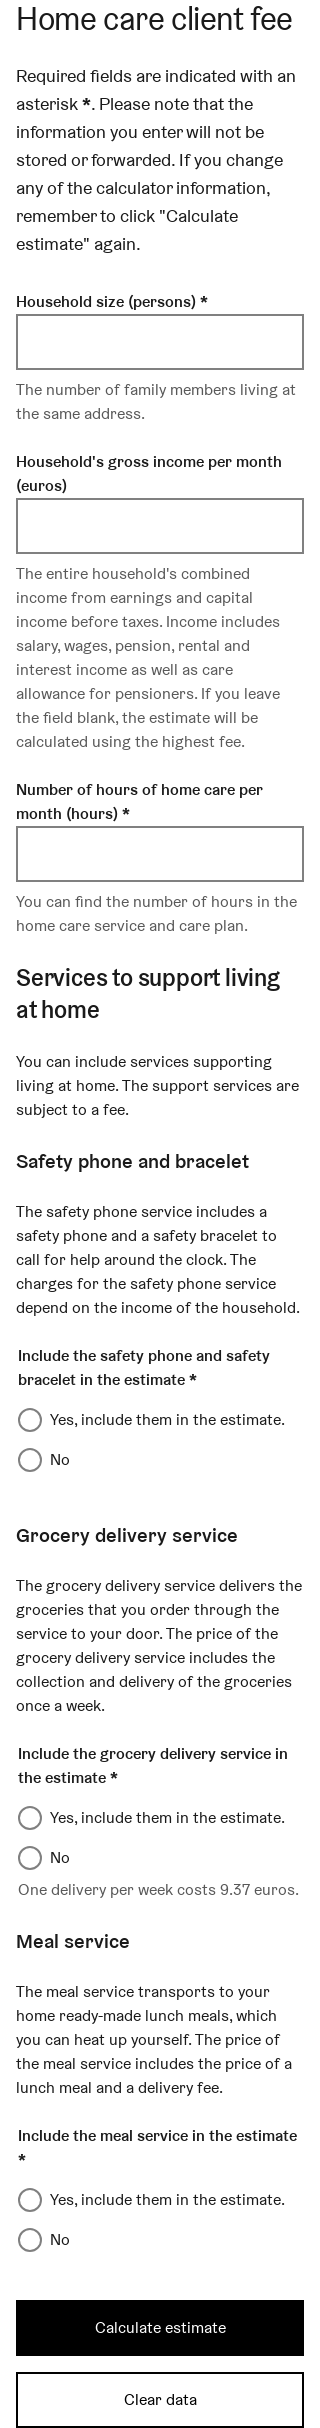 Home care client fee
Required fields are indicated with an
asterisk *. Please note that the
information you enter will not be
stored or forwarded. If you change
any of the calculator information,
remember to click "Calculate
estimate" again.
Household size (persons) *
The number of family members living at
the same address.
Household's gross income per month
(euros)
The entire household's combined
income from earnings and capital
income before taxes. Income includes
salary, wages, pension, rental and
interest income as well as care
allowance for pensioners. If you leave
the field blank, the estimate will be
calculated using the highest fee.
Number of hours of home care per
month (hours) *
You can find the number of hours in the
home care service and care plan.
Services to support living
at home
You can include services supporting
living at home. The support services are
subject to a fee.
Safety phone and bracelet
The safety phone service includes a
safety phone and a safety bracelet to
call for help around the clock. The
charges for the safety phone service
depend on the income of the household.
Include the safety phone and safety
bracelet in the estimate *
Yes, include them in the estimate.
No
Grocery delivery service
The grocery delivery service delivers the
groceries that you order through the
service to your door. The price of the
grocery delivery service includes the
collection and delivery of the groceries
once a week.
Include the grocery delivery service in
the estimate *
Yes, include them in the estimate.
No
One delivery per week costs 9.37 euros.
Meal service
The meal service transports to your
home ready-made lunch meals, which
you can heat up yourself. The price of
the meal service includes the price of a
lunch meal and a delivery fee.
Include the meal service in the estimate
*
Yes, include them in the estimate.
No
Calculate estimate
Clear data